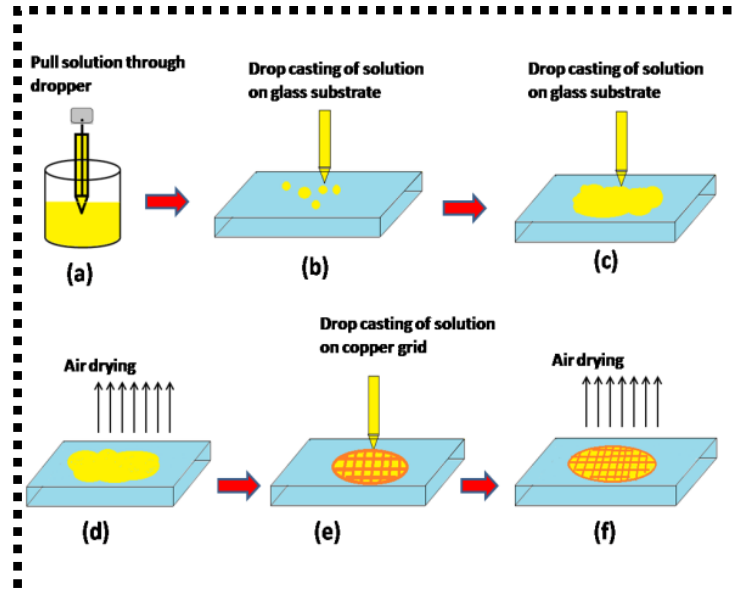 Pull solution through
dropper
(a)
Drop casting of solution
on glass substrate
(b)
Drop casting of solution
on glass substrate
(c)
Air drying
(d)
Drop casting of solution
on copper grid
(e)
Air drying
(f)